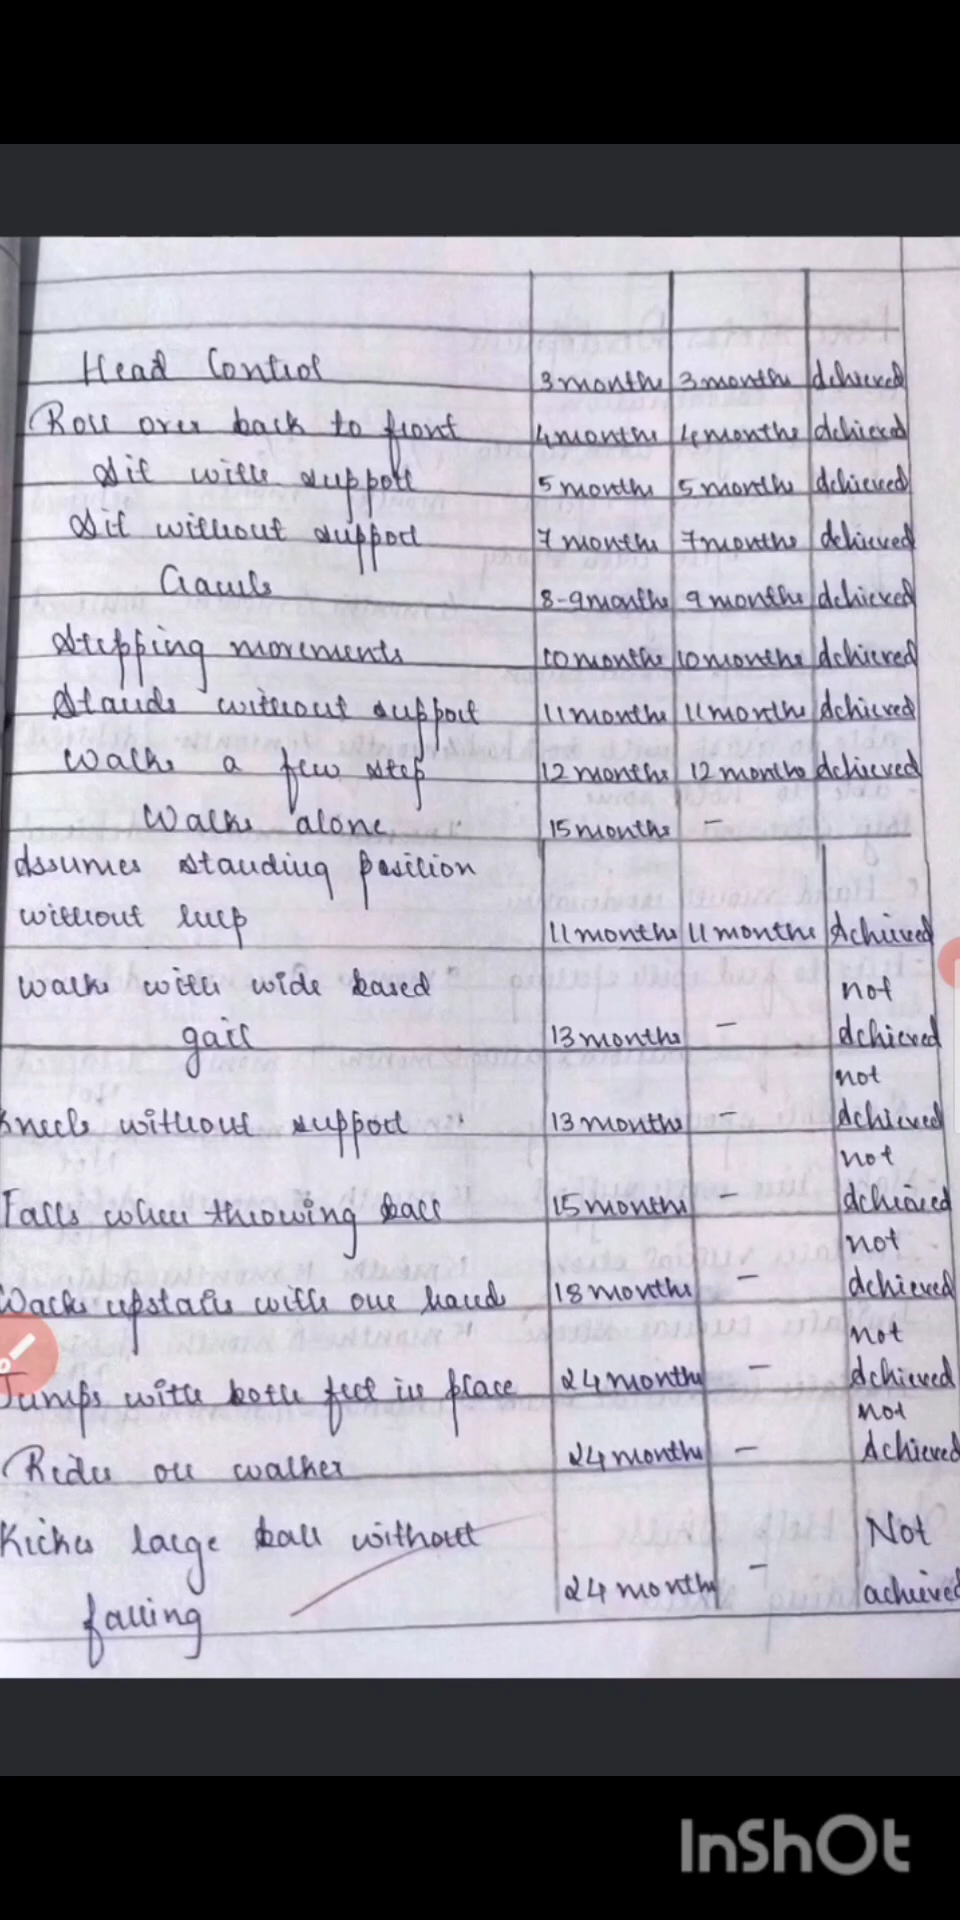 Head Control 3 months 3 months Achieved
Roll over back to front 4 months 4 months Achieved
Sit with support 5 months 5 months Achieved
Sit without support 7 months 7 months Achieved
Crawls 8-9 months 9 months Achieved
Stepping movements 10 months 10 months Achieved
Stands without support 11 months 11 months Achieved
Walks a few step 12 months 12 months Achieved
Walks alone 15 months -
Assumes standing position
without help 11 months 11 months Achieved
Walks with wide based not
gait 13 months - Achieved
not
Kneels without support 13 months - Achieved
not
Falls when throwing ball 15 months - Achieved
not
Walks upstairs with one hand 18 months - Achieved
not
Jumps with both feet in place 24 months - Achieved
not
Rides on walker 24 months - Achieved
Kicks large ball without Not
falling 24 months - achieved
InShOt